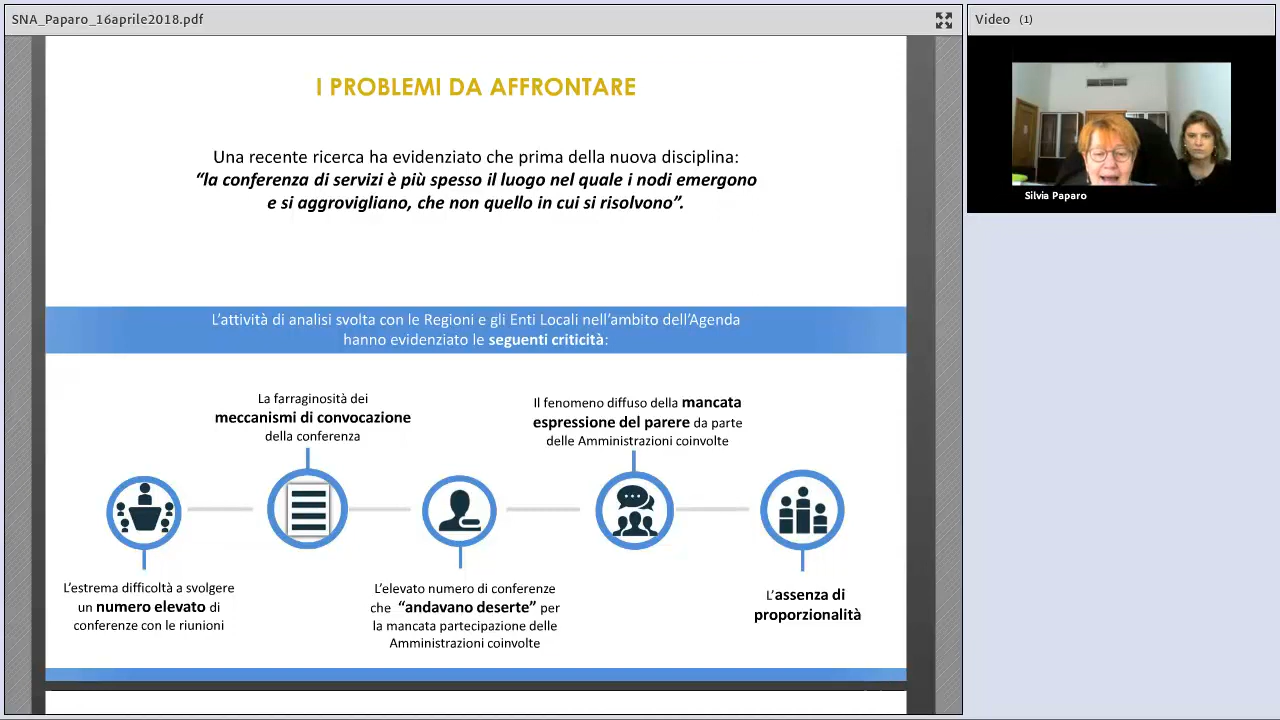 SNA_Paparo_16aprile2018.pdf
Video (1)
Silvia Paparo
I PROBLEMI DA AFFRONTARE
Una recente ricerca ha evidenziato che prima della nuova disciplina:
“la conferenza di servizi è più spesso il luogo nel quale i nodi emergono
e si aggrovigliano, che non quello in cui si risolvono”.
L’attività di analisi svolta con le Regioni e gli Enti Locali nell’ambito dell’Agenda
hanno evidenziato le seguenti criticità:
La farraginosità dei
meccanismi di convocazione
della conferenza
Il fenomeno diffuso della mancata
espressione del parere da parte
delle Amministrazioni coinvolte
L’estrema difficoltà a svolgere
un numero elevato di
conferenze con le riunioni
L’elevato numero di conferenze
che “andavano deserte” per
la mancata partecipazione delle
Amministrazioni coinvolte
L’assenza di
proporzionalità